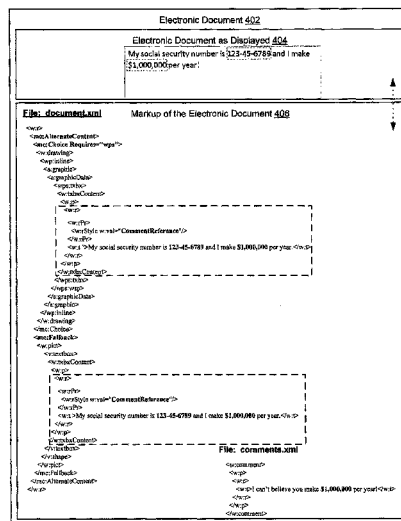 Electronic Document 402
Electronic Document as Displayed 404
My social security number is 123-45-6789 and I make
$1,000,000 per year.
File: document.xml Markup of the Electronic Document 406
<w:r>
<mc:AlternateContent>
<mc:Choice Requires="wps">
<w:drawing>
<wp:inline>
<a:graphic>
<a:graphicData>
<wps:txbx>
<w:txbxContent>
<w:p>
<w:r>
<w:rPr>
<w:rStyle w:val="CommentReference"/>
</w:rPr>
<w:t>My social security number is 123-45-6789 and I make $1,000,000 per year.</w:t>
</w:r>
</w:p>
</w:txbxContent>
</wps:txbx>
</wps:wsp>
</a:graphicData>
</a:graphic>
</wp:inline>
</w:drawing>
</mc:Choice>
<mc:Fallback>
<w:pict>
<v:textbox>
<w:txbxContent>
<w:p>
<w:r>
<w:rPr>
<w:rStyle w:val="CommentReference"/>
</w:rPr>
<w:t>My social security number is 123-45-6789 and I make $1,000,000 per year.</w:t>
</w:r>
</w:p>
</w:txbxContent>
</v:textbox>
</v:shape>
</w:pict>
</mc:Fallback>
</mc:AlternateContent>
</w:r>
File: comments.xml
<w:comment>
<w:p>
<w:r>
<w:t>I can't believe you make $1,000,000 per year!</w:t>
</w:r>
</w:p>
</w:comment>